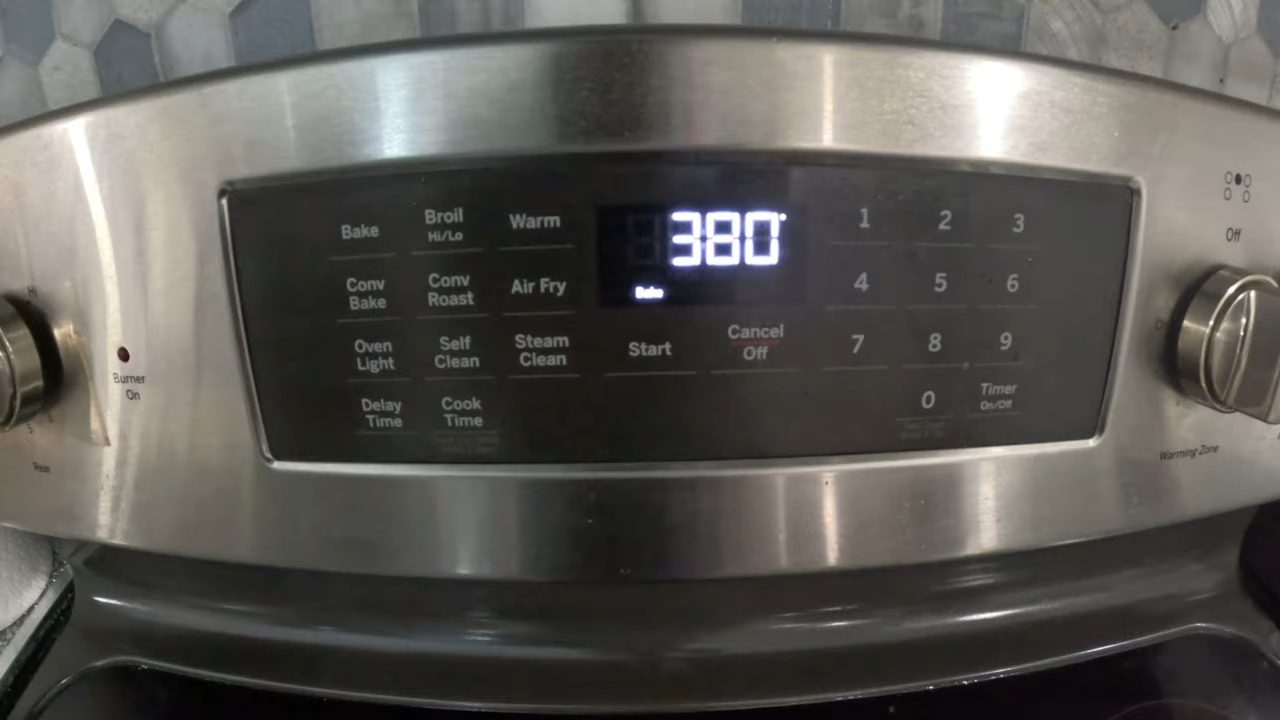 Bake
Broil
Hi/Lo
Warm
380°
1
2
3
Off
Conv
Bake
Conv
Roast
Air Fry
Bake
4
5
6
Hi
Oven
Light
Self
Clean
Steam
Clean
Start
Cancel
Off
7
8
9
Burner
On
Delay
Time
Cook
Time
0
Timer
On/Off
Warming Zone